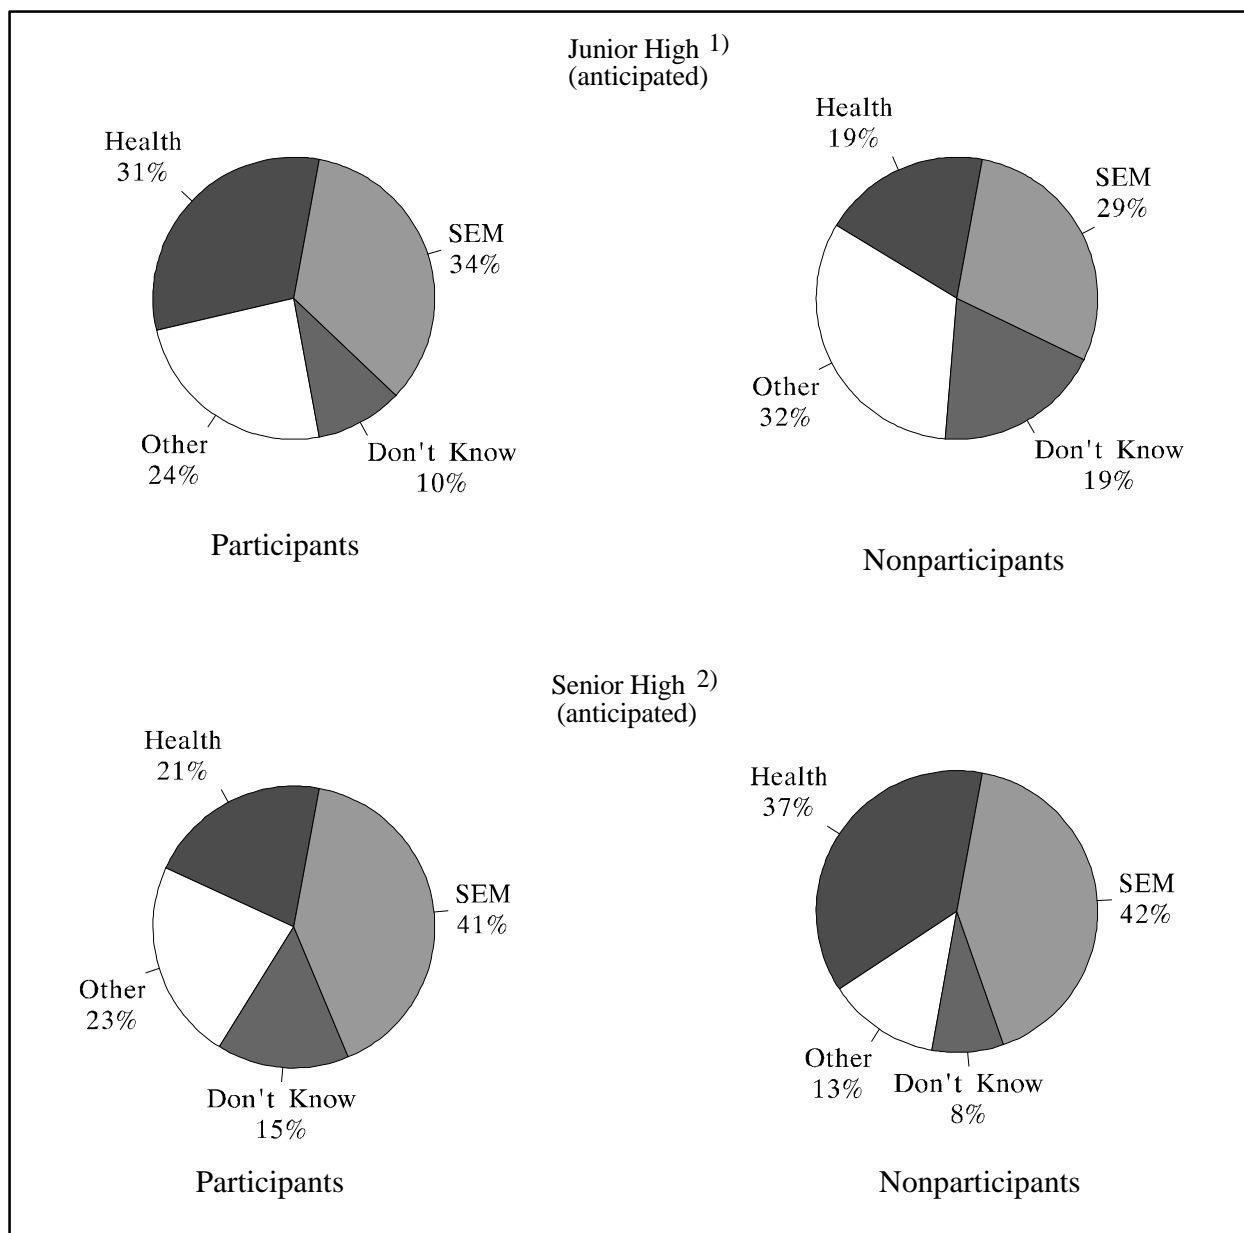 Junior High 1)
(anticipated)
Health
31%
SEM
34%
Other
24%
Don't Know
10%
Participants
Health
19%
SEM
29%
Other
32%
Don't Know
19%
Nonparticipants
Senior High 2)
(anticipated)
Health
21%
SEM
41%
Other
23%
Don't Know
15%
Participants
Health
37%
SEM
42%
Other
13%
Don't Know
8%
Nonparticipants